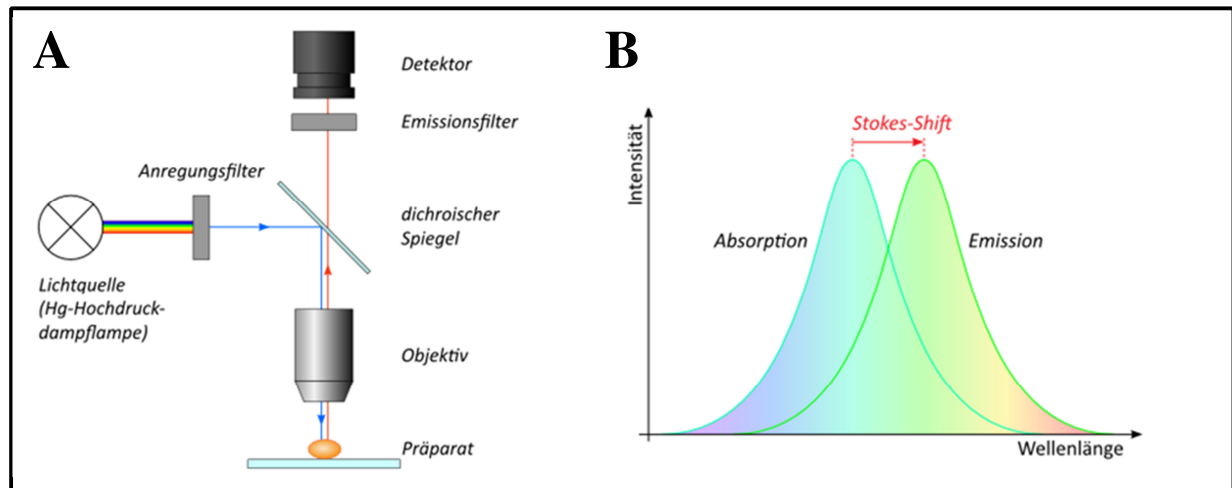 A
Detektor
Emissionsfilter
Anregungsfilter
dichroischer
Spiegel
Lichtquelle
(Hg-Hochdruck-
dampflampe)
Objektiv
Präparat
B
Stokes-Shift
Intensität
Absorption
Emission
Wellenlänge